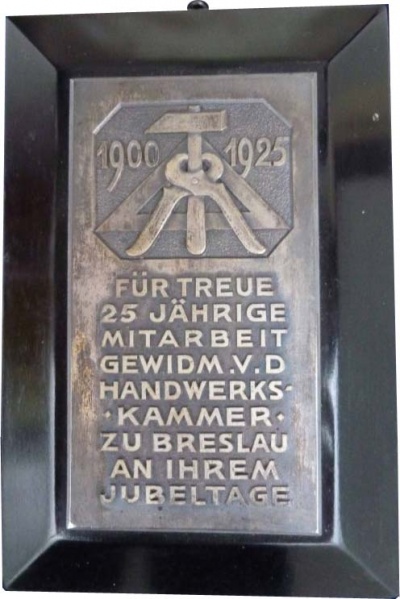 1900 1925
FÜR TREUE
25 JÄHRIGE
MITARBEIT
GEWIDM.V.D
HANDWERKS-
·KAMMER·
ZU BRESLAU
AN IHREM
JUBELTAGE